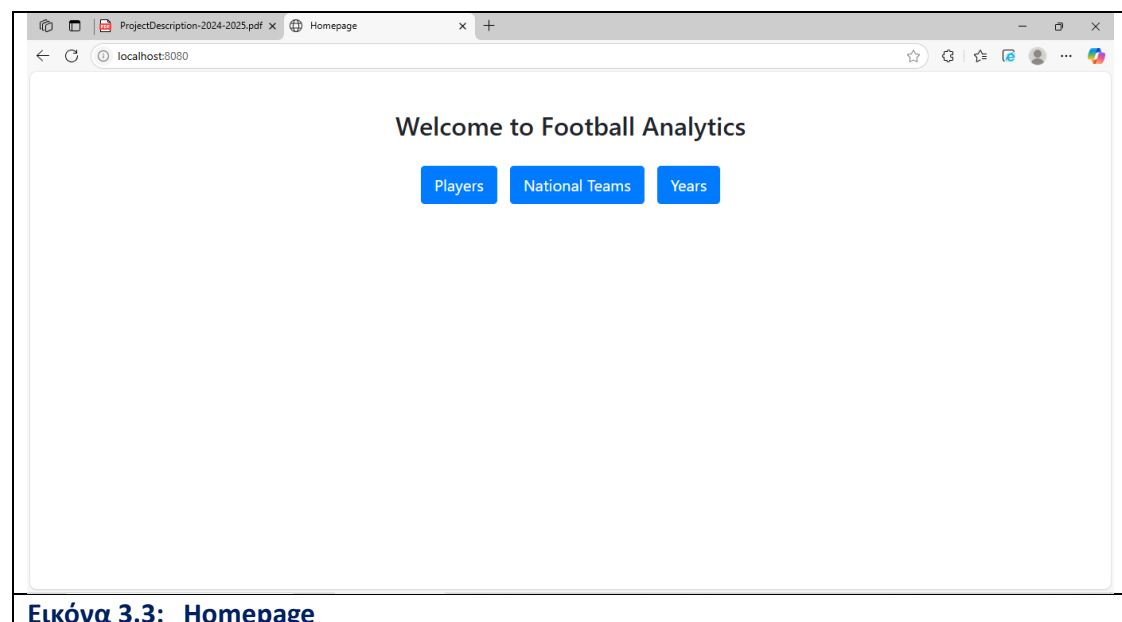 ProjectDescription-2024-2025.pdf
Homepage
localhost:8080
Welcome to Football Analytics
Players National Teams Years
Εικόνα 3.3: Homepage